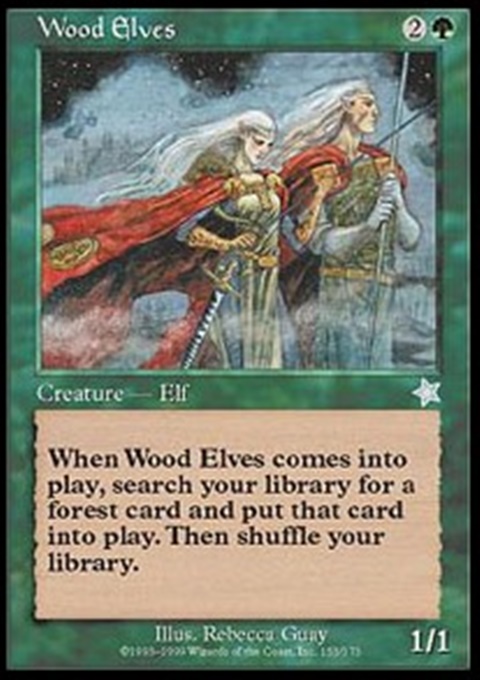 Wood Elves 2
Creature — Elf
When Wood Elves comes into
play, search your library for a
forest card and put that card
into play. Then shuffle your
library.
Illus. Rebecca Guay
1/1